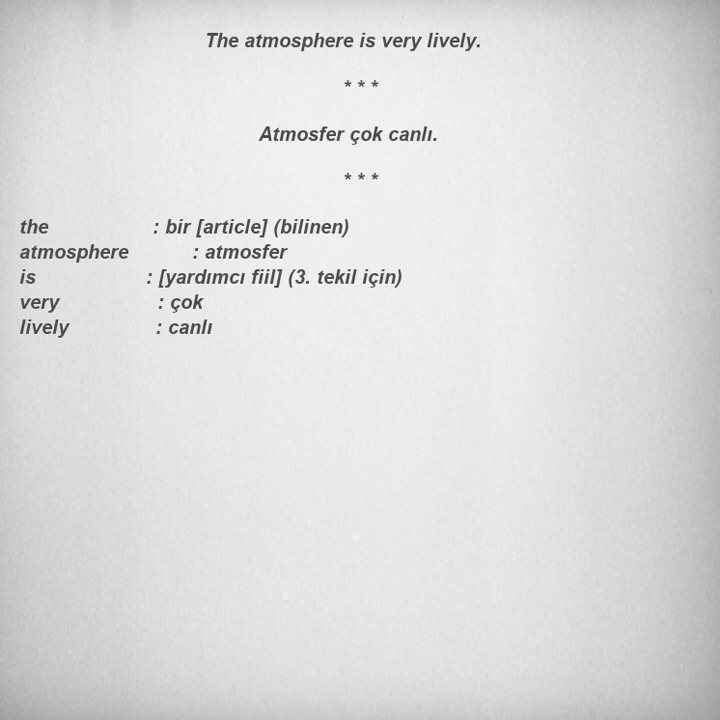 The atmosphere is very lively.
* * *
Atmosfer çok canlı.
* * *
the : bir [article] (bilinen)
atmosphere : atmosfer
is : [yardımcı fiil] (3. tekil için)
very : çok
lively : canlı